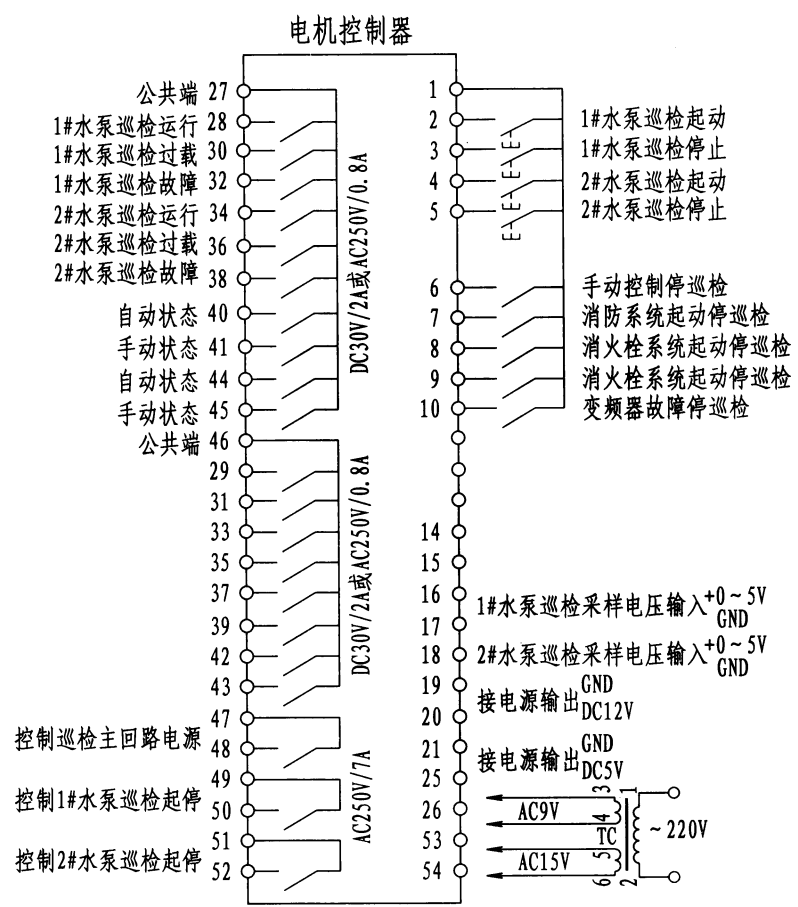 电机控制器
公共端 27
1#水泵巡检运行 28
1#水泵巡检过载 30
1#水泵巡检故障 32
2#水泵巡检运行 34
2#水泵巡检过载 36
2#水泵巡检故障 38
自动状态 40
手动状态 41
自动状态 44
手动状态 45
公共端 46
29
31
33
35
37
39
42
43
47
控制巡检主回路电源 48
49
控制1#水泵巡检起停 50
51
控制2#水泵巡检起停 52
DC30V/2A或AC250V/0.8A
DC30V/2A或AC250V/0.8A
AC250V/7A
1
2 1#水泵巡检起动
3 1#水泵巡检停止
4 2#水泵巡检起动
5 2#水泵巡检停止
6 手动控制停巡检
7 消防系统起动停巡检
8 消火栓系统起动停巡检
9 消火栓系统起动停巡检
10 变频器故障停巡检
14
15
16
1#水泵巡检采样电压输入 +0~5V
GND
17
18 2#水泵巡检采样电压输入 +0~5V
GND
19
接电源输出 GND
DC12V
20
21
接电源输出 GND
DC5V
25
26
53
54
AC9V
AC15V
3
4
TC
5
6
1
2
~220V